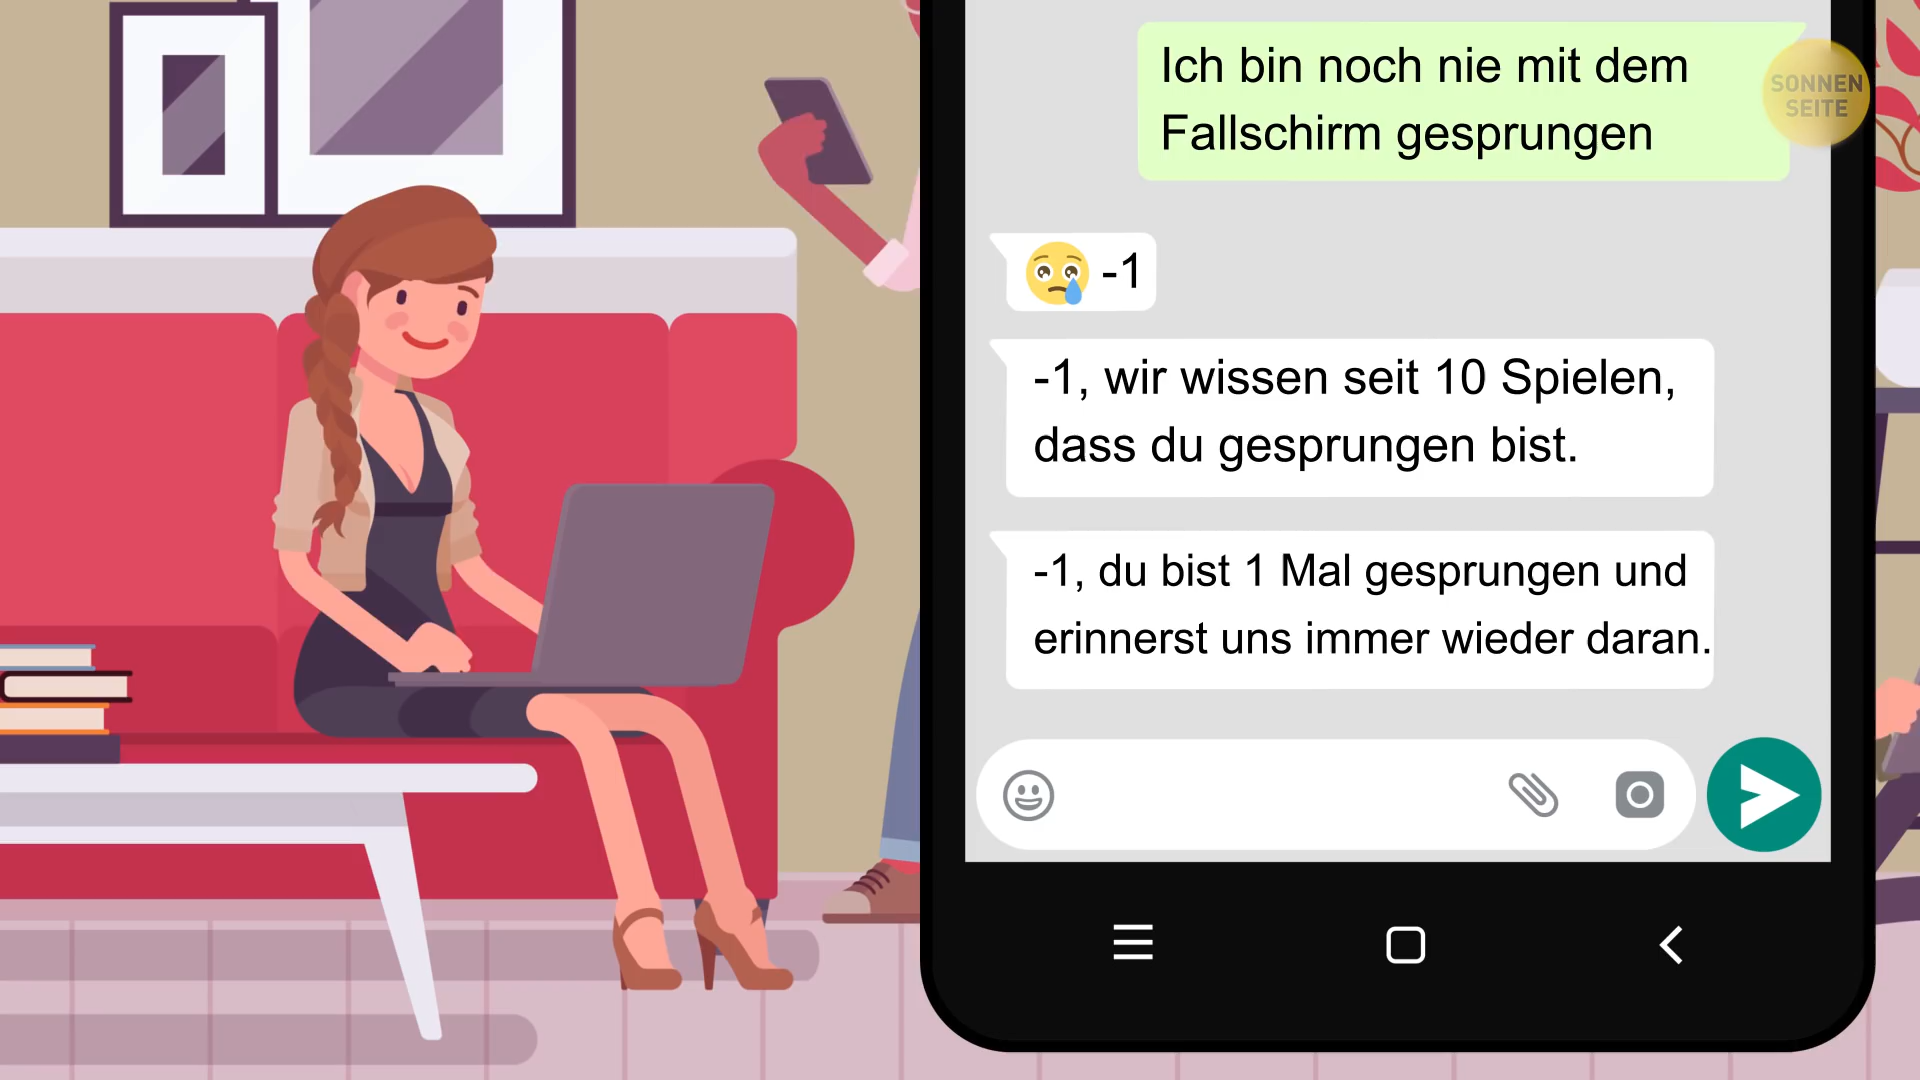 Ich bin noch nie mit dem
Fallschirm gesprungen
SONNEN
SEITE
😢 -1
-1, wir wissen seit 10 Spielen,
dass du gesprungen bist.
-1, du bist 1 Mal gesprungen und
erinnerst uns immer wieder daran.